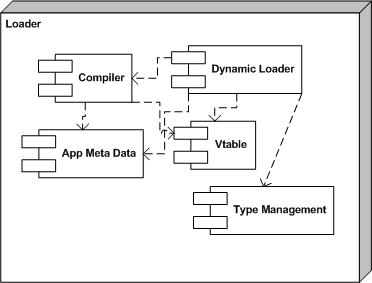 Loader
Compiler
Dynamic Loader
App Meta Data
Vtable
Type Management